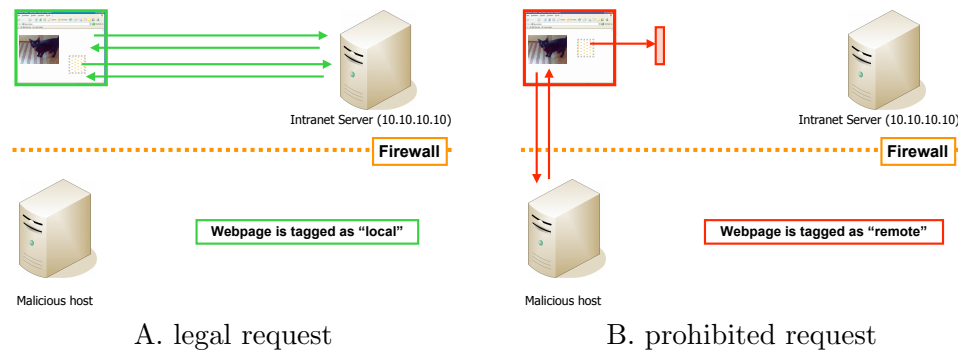 Intranet Server (10.10.10.10)
Firewall
Webpage is tagged as “local”
Malicious host
A. legal request
Intranet Server (10.10.10.10)
Firewall
Webpage is tagged as “remote”
Malicious host
B. prohibited request